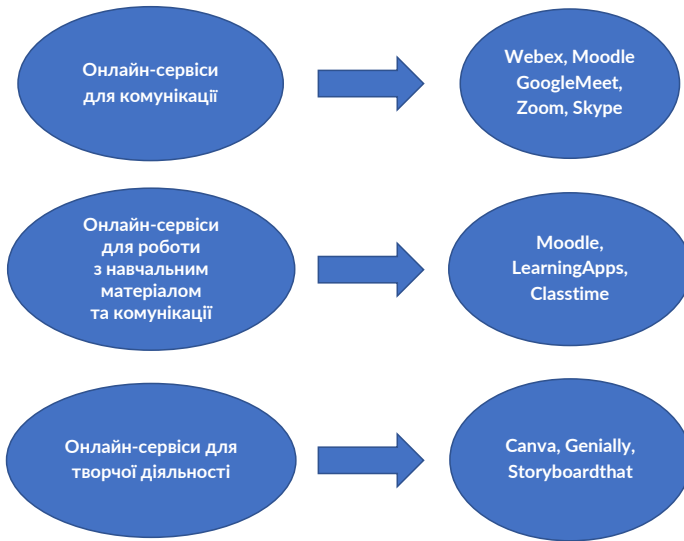 Онлайн-сервіси
для комунікації
Webex, Moodle
GoogleMeet,
Zoom, Skype
Онлайн-сервіси
для роботи
з навчальним
матеріалом
та комунікації
Moodle,
LearningApps,
Classtime
Онлайн-сервіси для
творчої діяльності
Canva, Genially,
Storyboardthat